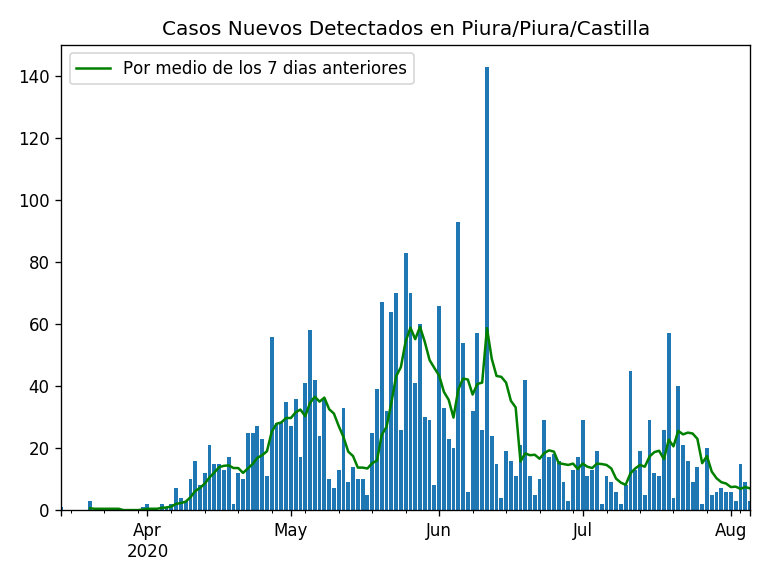 Casos Nuevos Detectados en Piura/Piura/Castilla
Por medio de los 7 dias anteriores
140
120
100
80
60
40
20
0
Apr
2020
May
Jun
Jul
Aug